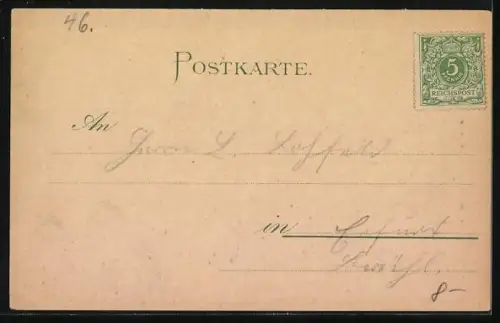 46.
POSTKARTE.
5
REICHSPOST
An
Herrn L.
in Erfurt
8-